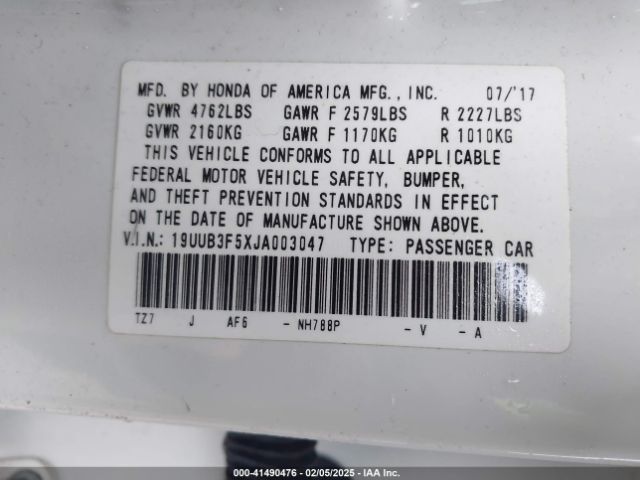 MFD. BY HONDA OF AMERICA MFG., INC. 07/'17
GVWR 4762LBS GAWR F 2579LBS R 2227LBS
GVWR 2160KG GAWR F 1170KG R 1010KG
THIS VEHICLE CONFORMS TO ALL APPLICABLE
FEDERAL MOTOR VEHICLE SAFETY, BUMPER,
AND THEFT PREVENTION STANDARDS IN EFFECT
ON THE DATE OF MANUFACTURE SHOWN ABOVE.
V.I.N.: 19UUB3F5XJA003047 TYPE: PASSENGER CAR
TZ7 J AF6 - NH788P - V - A
000-41490476 - 02/05/2025 - IAA Inc.